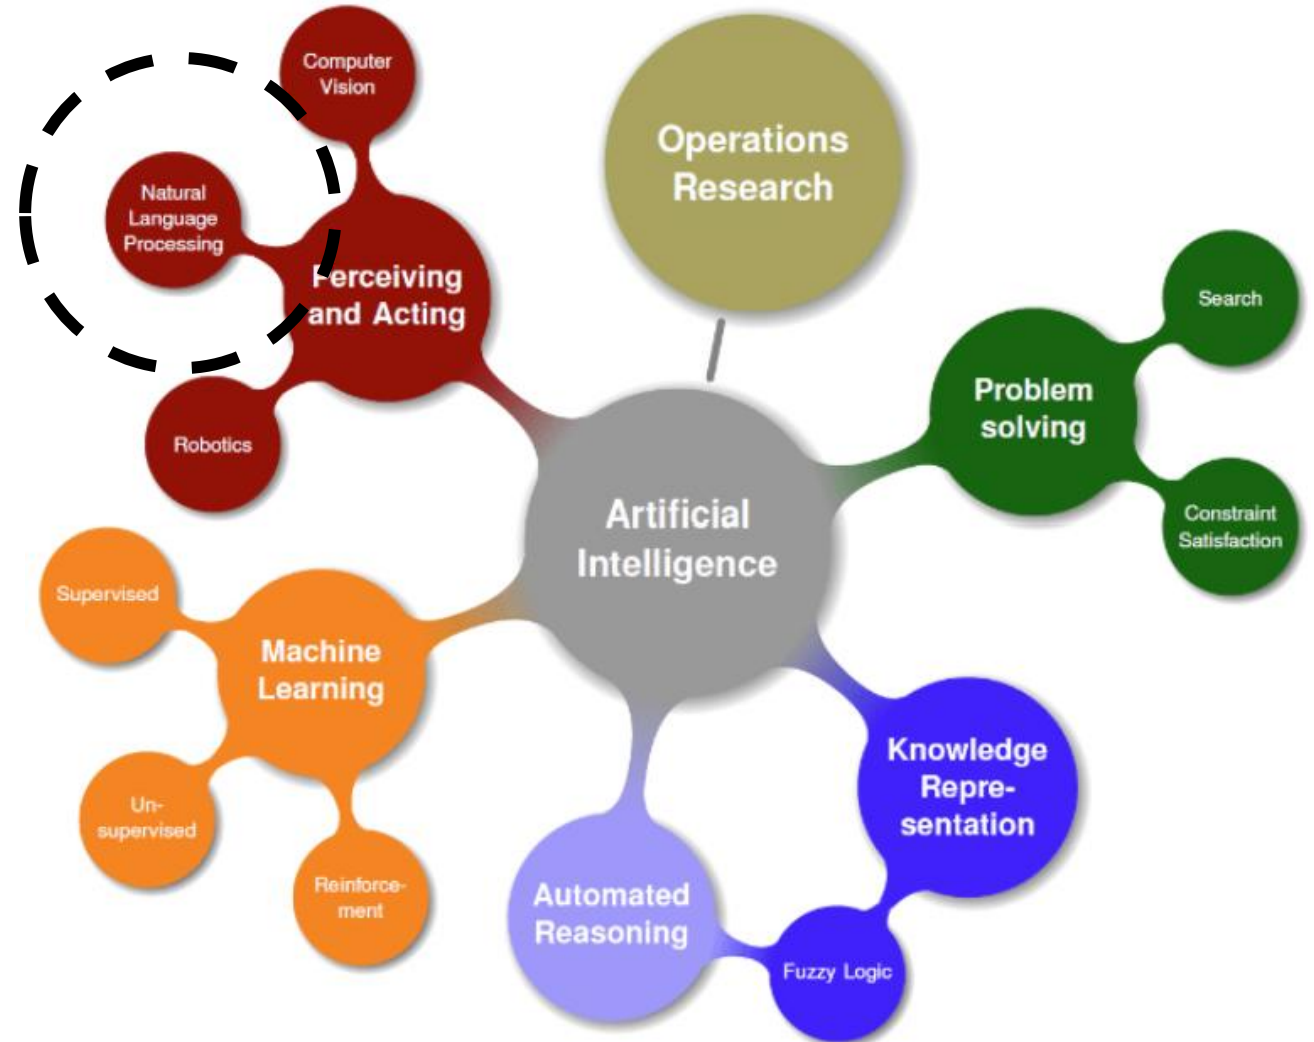 Computer
Vision
Operations
Research
Natural
Language
Processing
Perceiving
and Acting
Search
Robotics
Problem
solving
Constraint
Satisfaction
Artificial
Intelligence
Supervised
Machine
Learning
Un-
supervised
Reinforce-
ment
Knowledge
Repre-
sentation
Automated
Reasoning
Fuzzy Logic